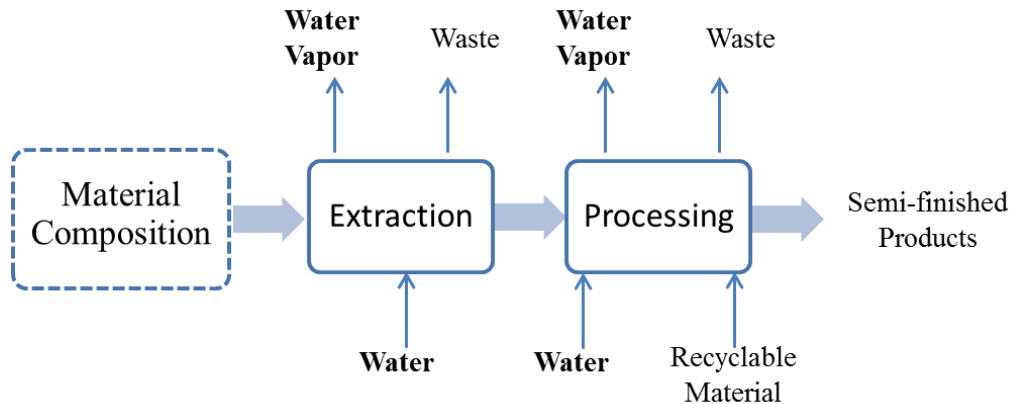 Water
Vapor
Waste
Water
Vapor
Waste
Material
Composition
Extraction
Processing
Semi-finished
Products
Water
Water
Recyclable
Material